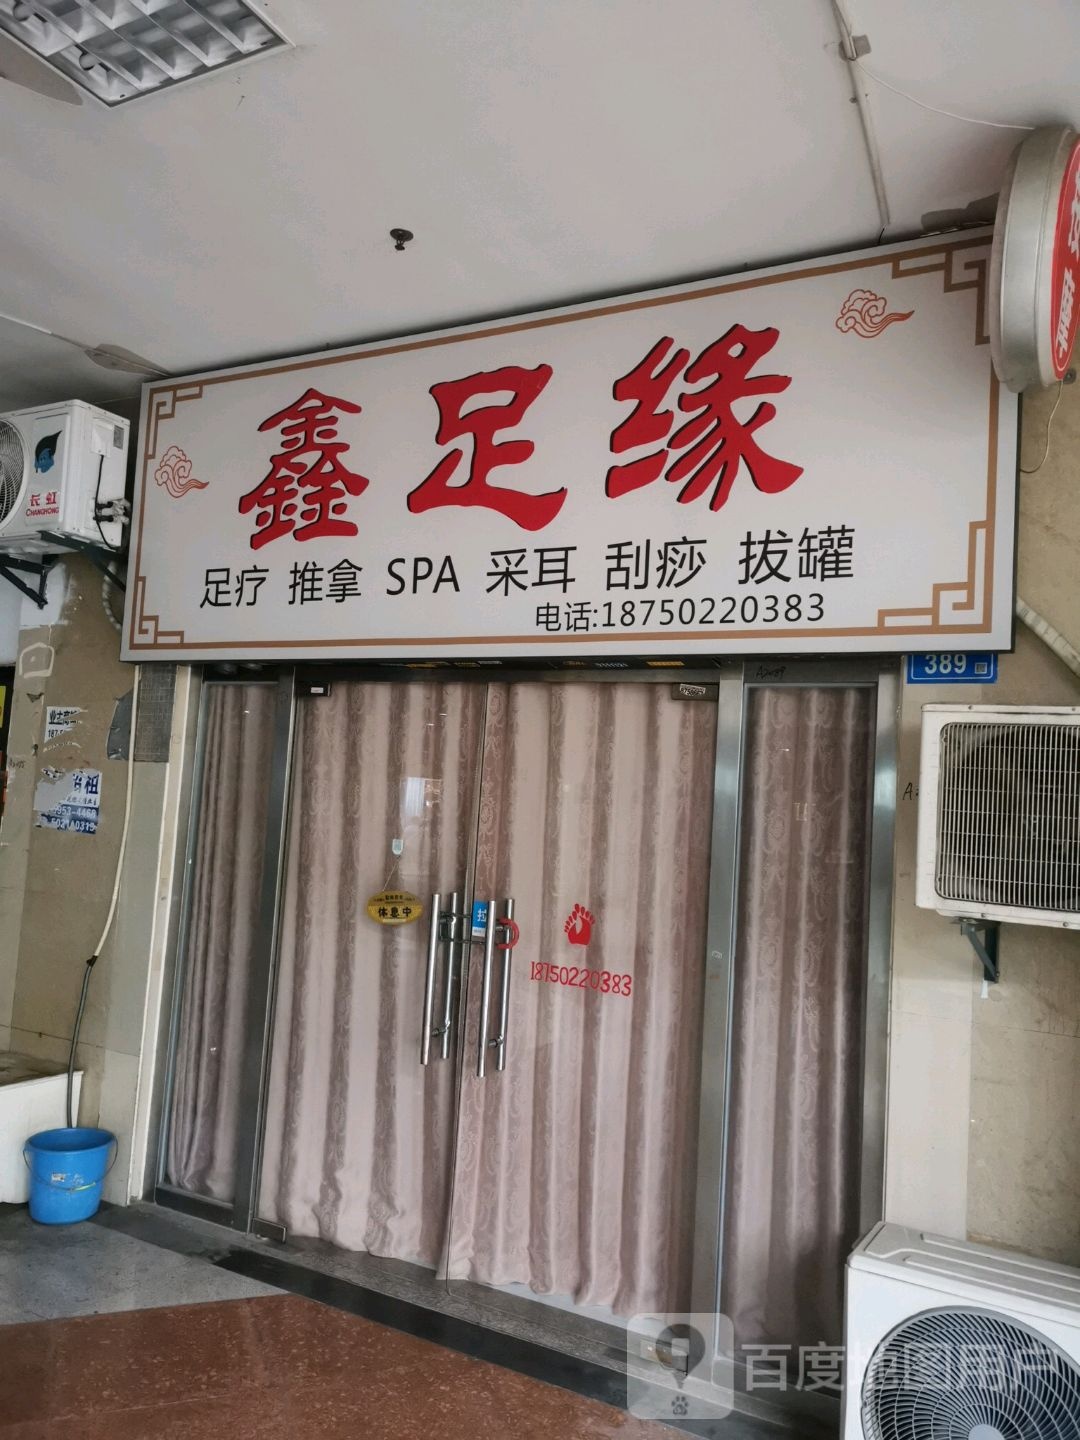 鑫足缘
足疗 推拿 SPA 采耳 刮痧 拔罐
电话:18750220383
长虹
CHANGHONG
389
休息中
18750220383
百度地图用户